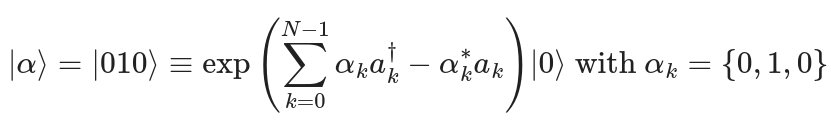 |α⟩ = |010⟩ ≡ exp(∑_{k=0}^{N−1} α_k a_k^† − α_k^* a_k)|0⟩ with α_k = {0, 1, 0}